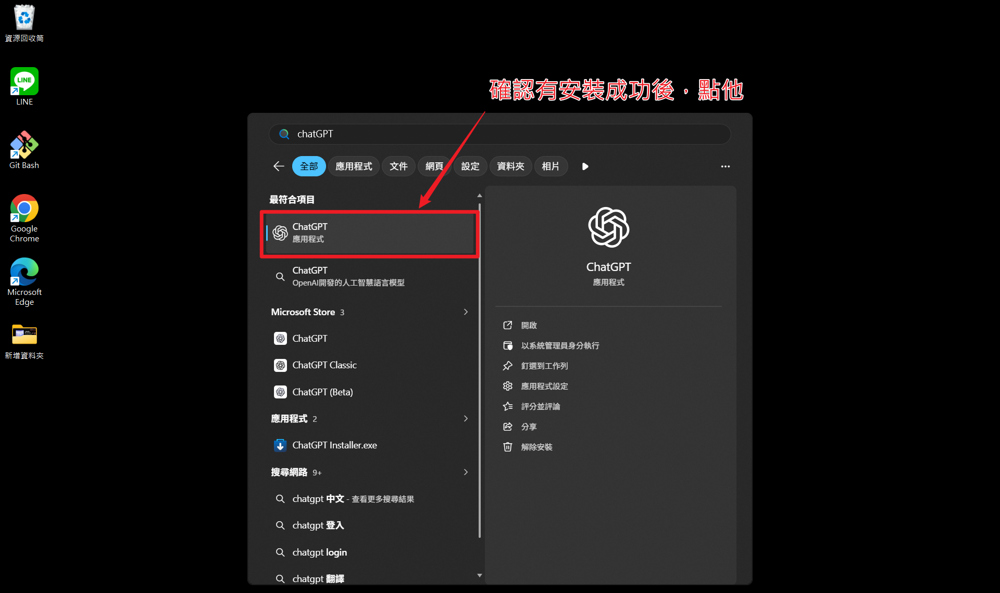 資源回收筒
LINE
LINE
Git Bash
Google
Chrome
Microsoft
Edge
新增資料夾
確認有安裝成功後，點他
chatGPT
全部
應用程式
文件
網頁
設定
資料夾
相片
最符合項目
ChatGPT
應用程式
ChatGPT
OpenAI開發的人工智慧語言模型
Microsoft Store 3
ChatGPT
ChatGPT Classic
ChatGPT (Beta)
應用程式 2
ChatGPT Installer.exe
搜尋網路 9+
chatgpt 中文 - 查看更多搜尋結果
chatgpt 登入
chatgpt login
chatgpt 翻譯
ChatGPT
應用程式
開啟
以系統管理員身分執行
釘選到工作列
應用程式設定
評分並評論
分享
解除安裝